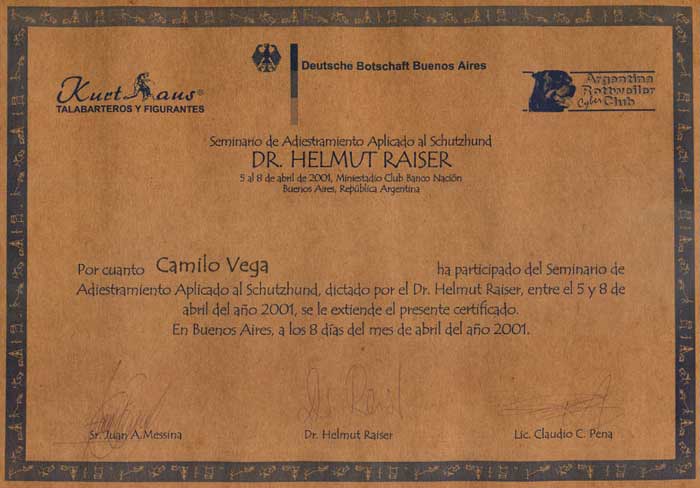 Kurt Haus®
TALABARTEROS Y FIGURANTES
Deutsche Botschaft Buenos Aires
Argentina
Rottweiler
Cyber Club
Seminario de Adiestramiento Aplicado al Schutzhund
DR. HELMUT RAISER
5 al 8 de abril de 2001, Miniestadio Club Banco Nación
Buenos Aires, República Argentina
Por cuanto Camilo Vega ha participado del Seminario de
Adiestramiento Aplicado al Schutzhund, dictado por el Dr. Helmut Raiser, entre el 5 y 8 de
abril del año 2001, se le extiende el presente certificado.
En Buenos Aires, a los 8 días del mes de abril del año 2001.
Sr. Juan A. Messina
Dr. Helmut Raiser
Lic. Claudio C. Pena